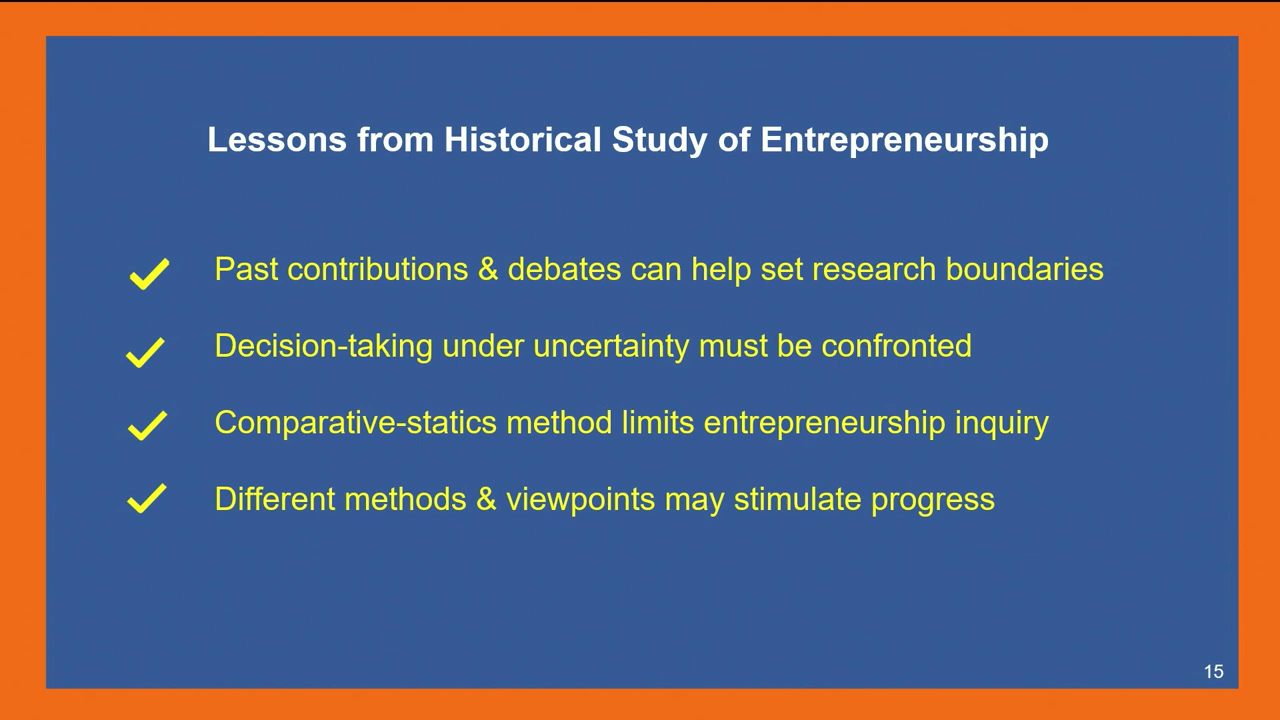 Lessons from Historical Study of Entrepreneurship
Past contributions & debates can help set research boundaries
Decision-taking under uncertainty must be confronted
Comparative-statics method limits entrepreneurship inquiry
Different methods & viewpoints may stimulate progress
15